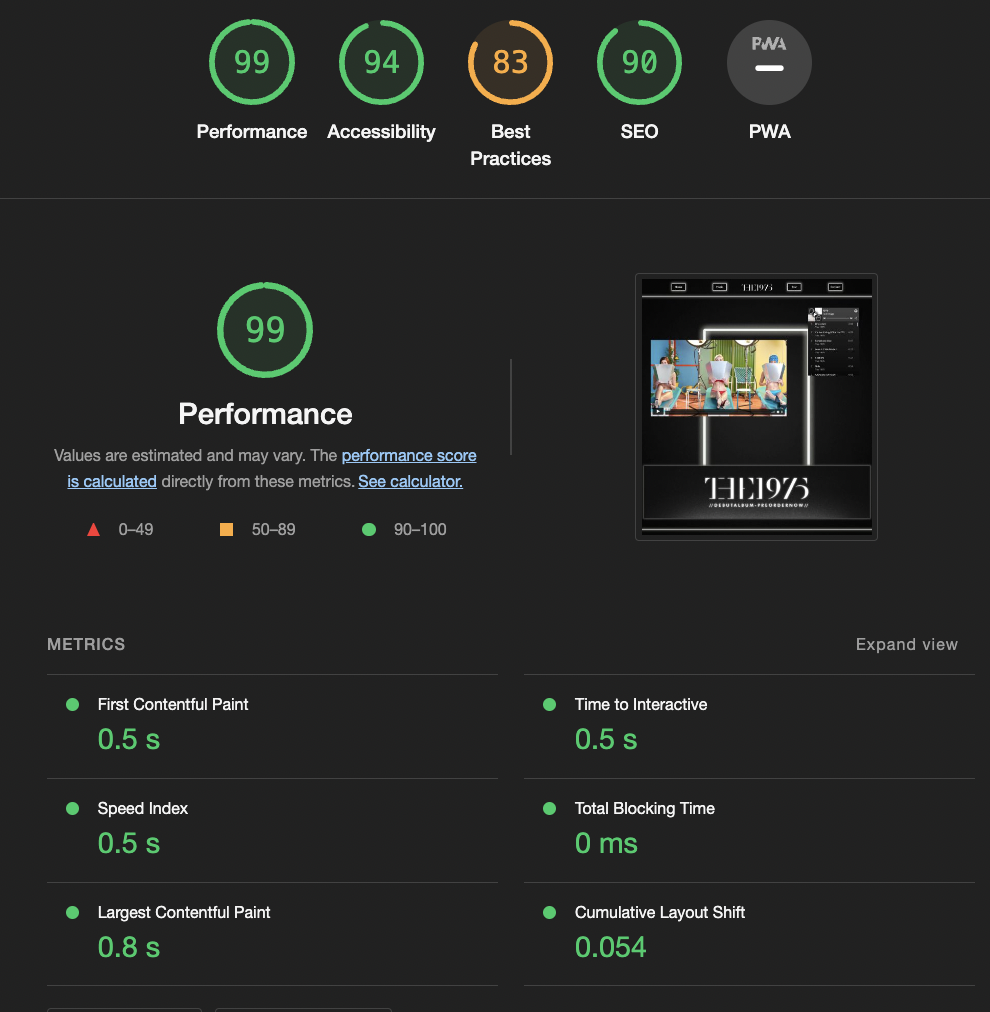 99
94
83
90
PWA
Performance
Accessibility
Best
Practices
SEO
PWA
99
Performance
Values are estimated and may vary. The performance score
is calculated directly from these metrics. See calculator.
0–49
50–89
90–100
THE1975
THE1975
//DEBUTALBUM-PREORDERNOW//
METRICS
Expand view
First Contentful Paint
0.5 s
Time to Interactive
0.5 s
Speed Index
0.5 s
Total Blocking Time
0 ms
Largest Contentful Paint
0.8 s
Cumulative Layout Shift
0.054